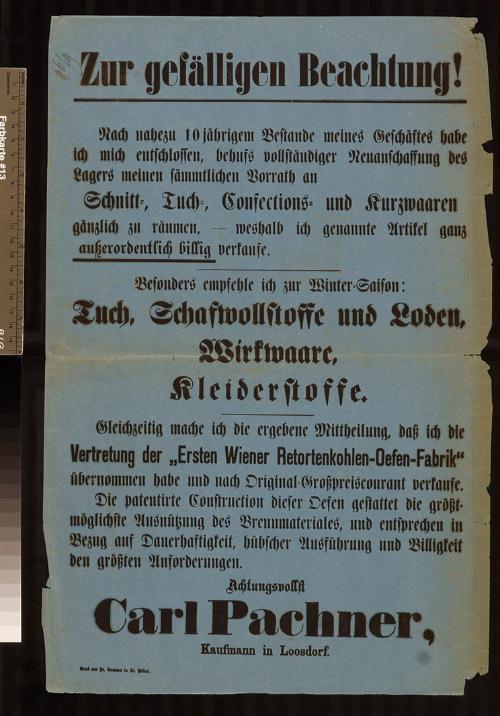 Zur gefälligen Beachtung!
Nach nahezu 10 jährigem Bestande meines Geschäftes habe
ich mich entschlossen, behufs vollständiger Neuanschaffung des
Lagers meinen sämmtlichen Vorrath an
Schnitt-, Tuch-, Confections- und Kurzwaaren
gänzlich zu räumen, — weshalb ich genannte Artikel ganz
außerordentlich billig verkaufe.
Besonders empfehle ich zur Winter-Saison:
Tuch, Schafwollstoffe und Loden,
Wirkwaare,
Kleiderstoffe.
Gleichzeitig mache ich die ergebene Mittheilung, daß ich die
Vertretung der „Ersten Wiener Retortenkohlen-Oefen-Fabrik“
übernommen habe und nach Original-Großpreiscourant verkaufe.
Die patentirte Construction dieser Oefen gestattet die größt-
möglichste Ausnützung des Brennmateriales, und entsprechen in
Bezug auf Dauerhaftigkeit, hübscher Ausführung und Billigkeit
den größten Anforderungen.
Achtungsvollst
Carl Pachner,
Kaufmann in Loosdorf.
Farbkarte #13